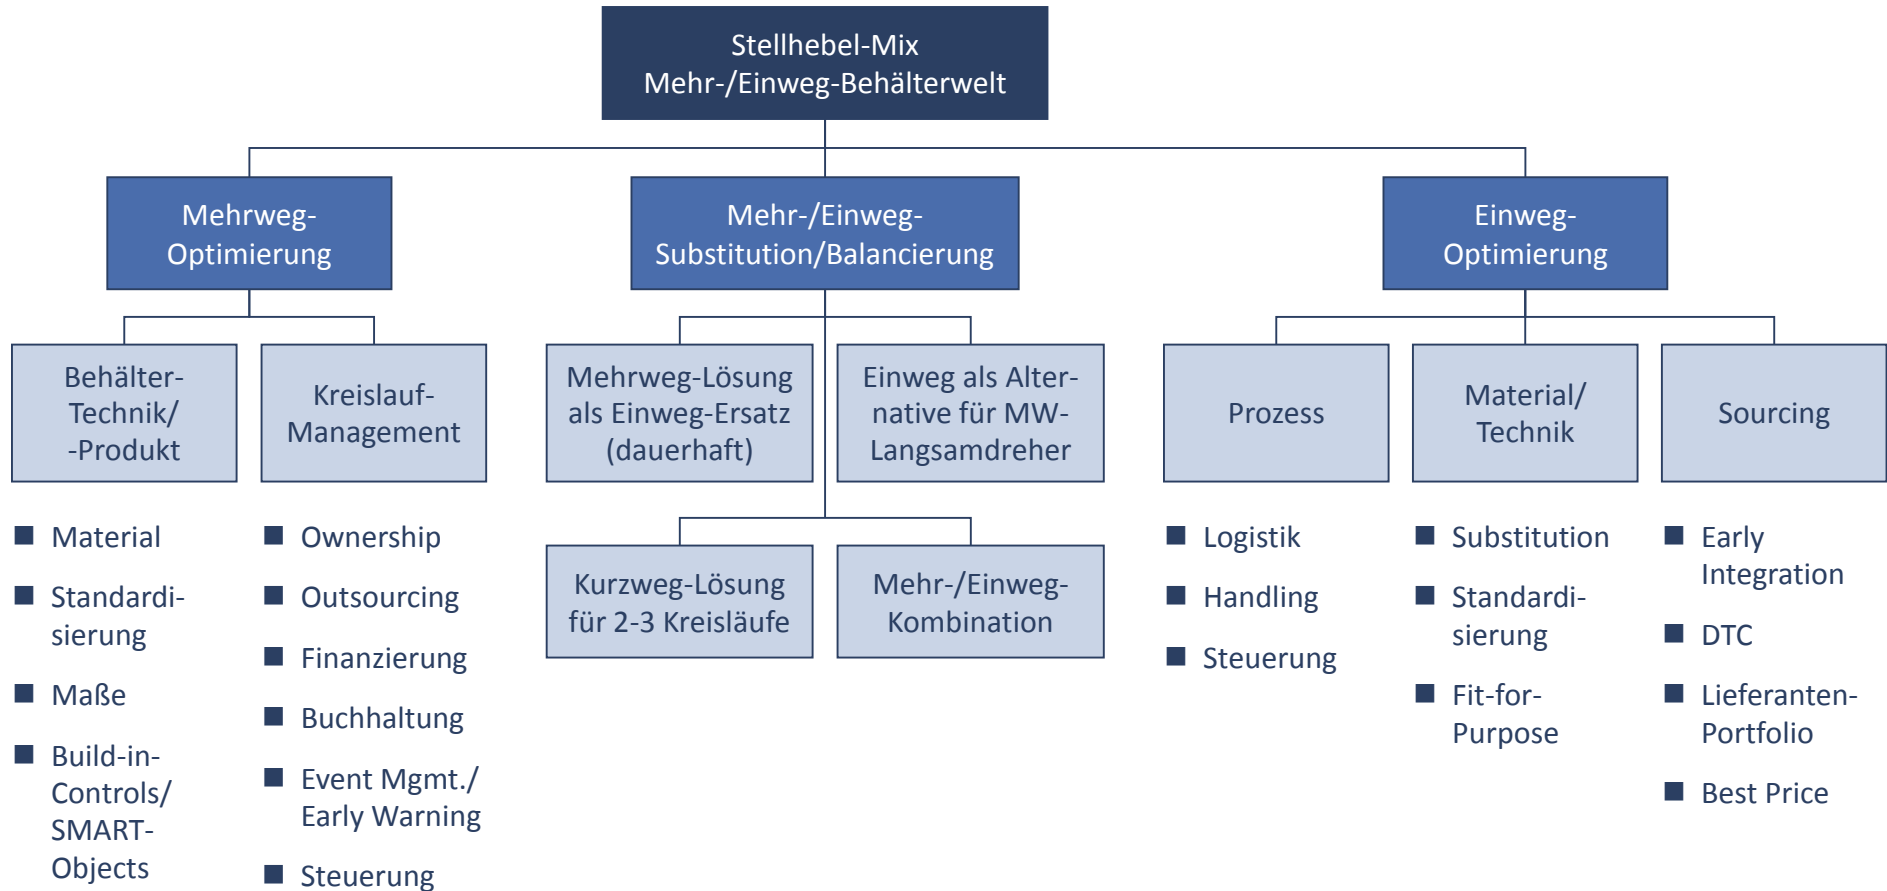 Stellhebel-Mix
Mehr-/Einweg-Behälterwelt
Mehrweg-
Optimierung
Mehr-/Einweg-
Substitution/Balancierung
Einweg-
Optimierung
Behälter-
Technik/
-Produkt
Kreislauf-
Management
Mehrweg-Lösung
als Einweg-Ersatz
(dauerhaft)
Einweg als Alter-
native für MW-
Langsamdreher
Prozess
Material/
Technik
Sourcing
Kurzweg-Lösung
für 2-3 Kreisläufe
Mehr-/Einweg-
Kombination
■ Material
■ Standardi-
sierung
■ Maße
■ Build-in-
Controls/
SMART-
Objects
■ Ownership
■ Outsourcing
■ Finanzierung
■ Buchhaltung
■ Event Mgmt./
Early Warning
■ Steuerung
■ Logistik
■ Handling
■ Steuerung
■ Substitution
■ Standardi-
sierung
■ Fit-for-
Purpose
■ Early
Integration
■ DTC
■ Lieferanten-
Portfolio
■ Best Price